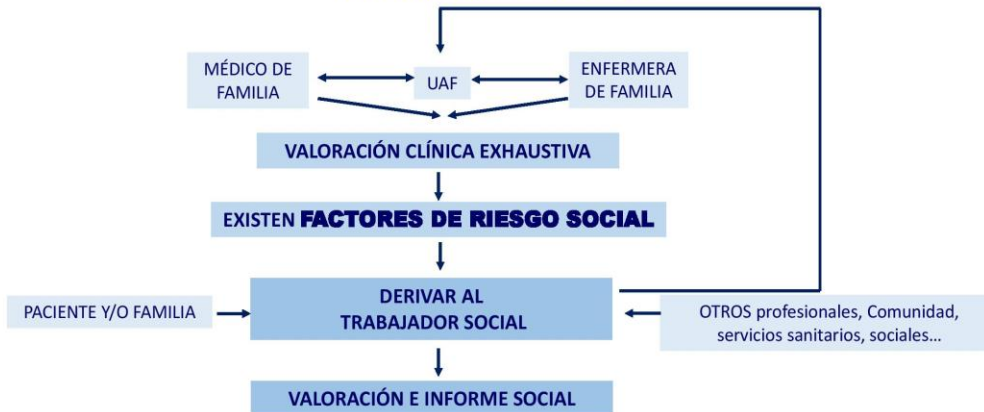 MÉDICO DE
FAMILIA
UAF
ENFERMERA
DE FAMILIA
VALORACIÓN CLÍNICA EXHAUSTIVA
EXISTEN FACTORES DE RIESGO SOCIAL
PACIENTE Y/O FAMILIA
DERIVAR AL
TRABAJADOR SOCIAL
OTROS profesionales, Comunidad,
servicios sanitarios, sociales...
VALORACIÓN E INFORME SOCIAL